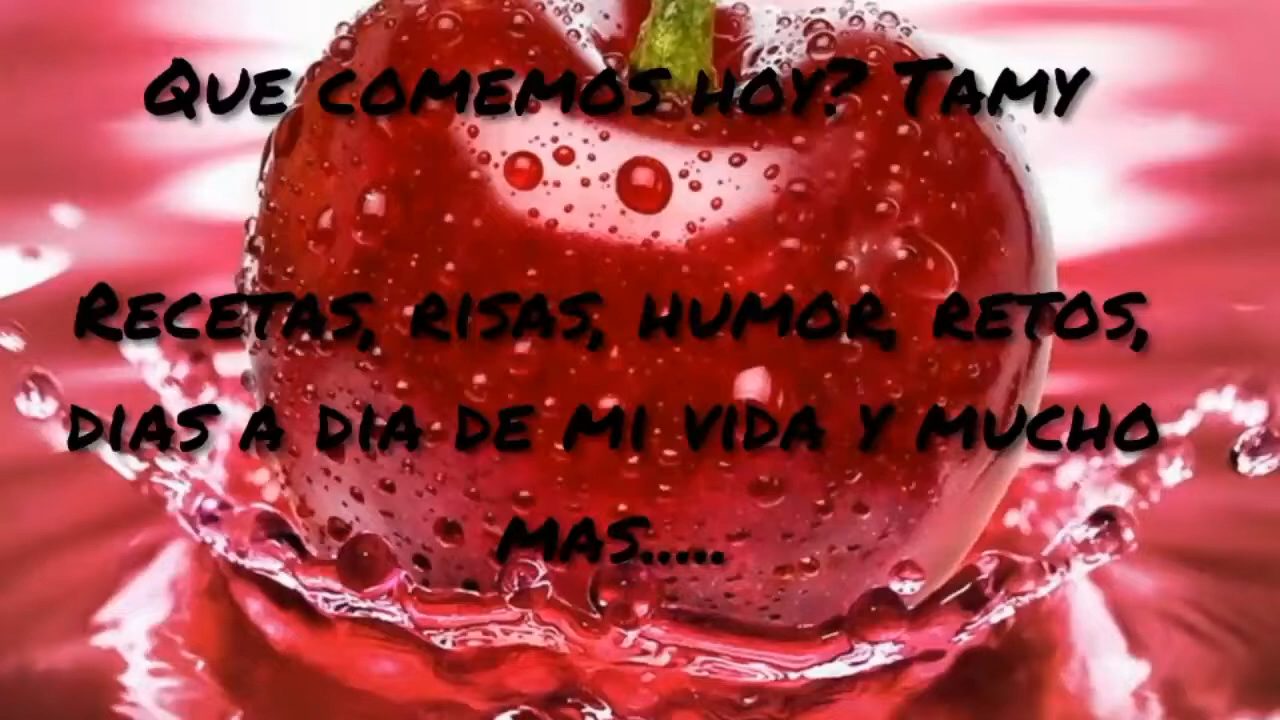 Que comemos hoy? Tamy
Recetas, risas, humor, retos,
dias a dia de mi vida y mucho
mas.....